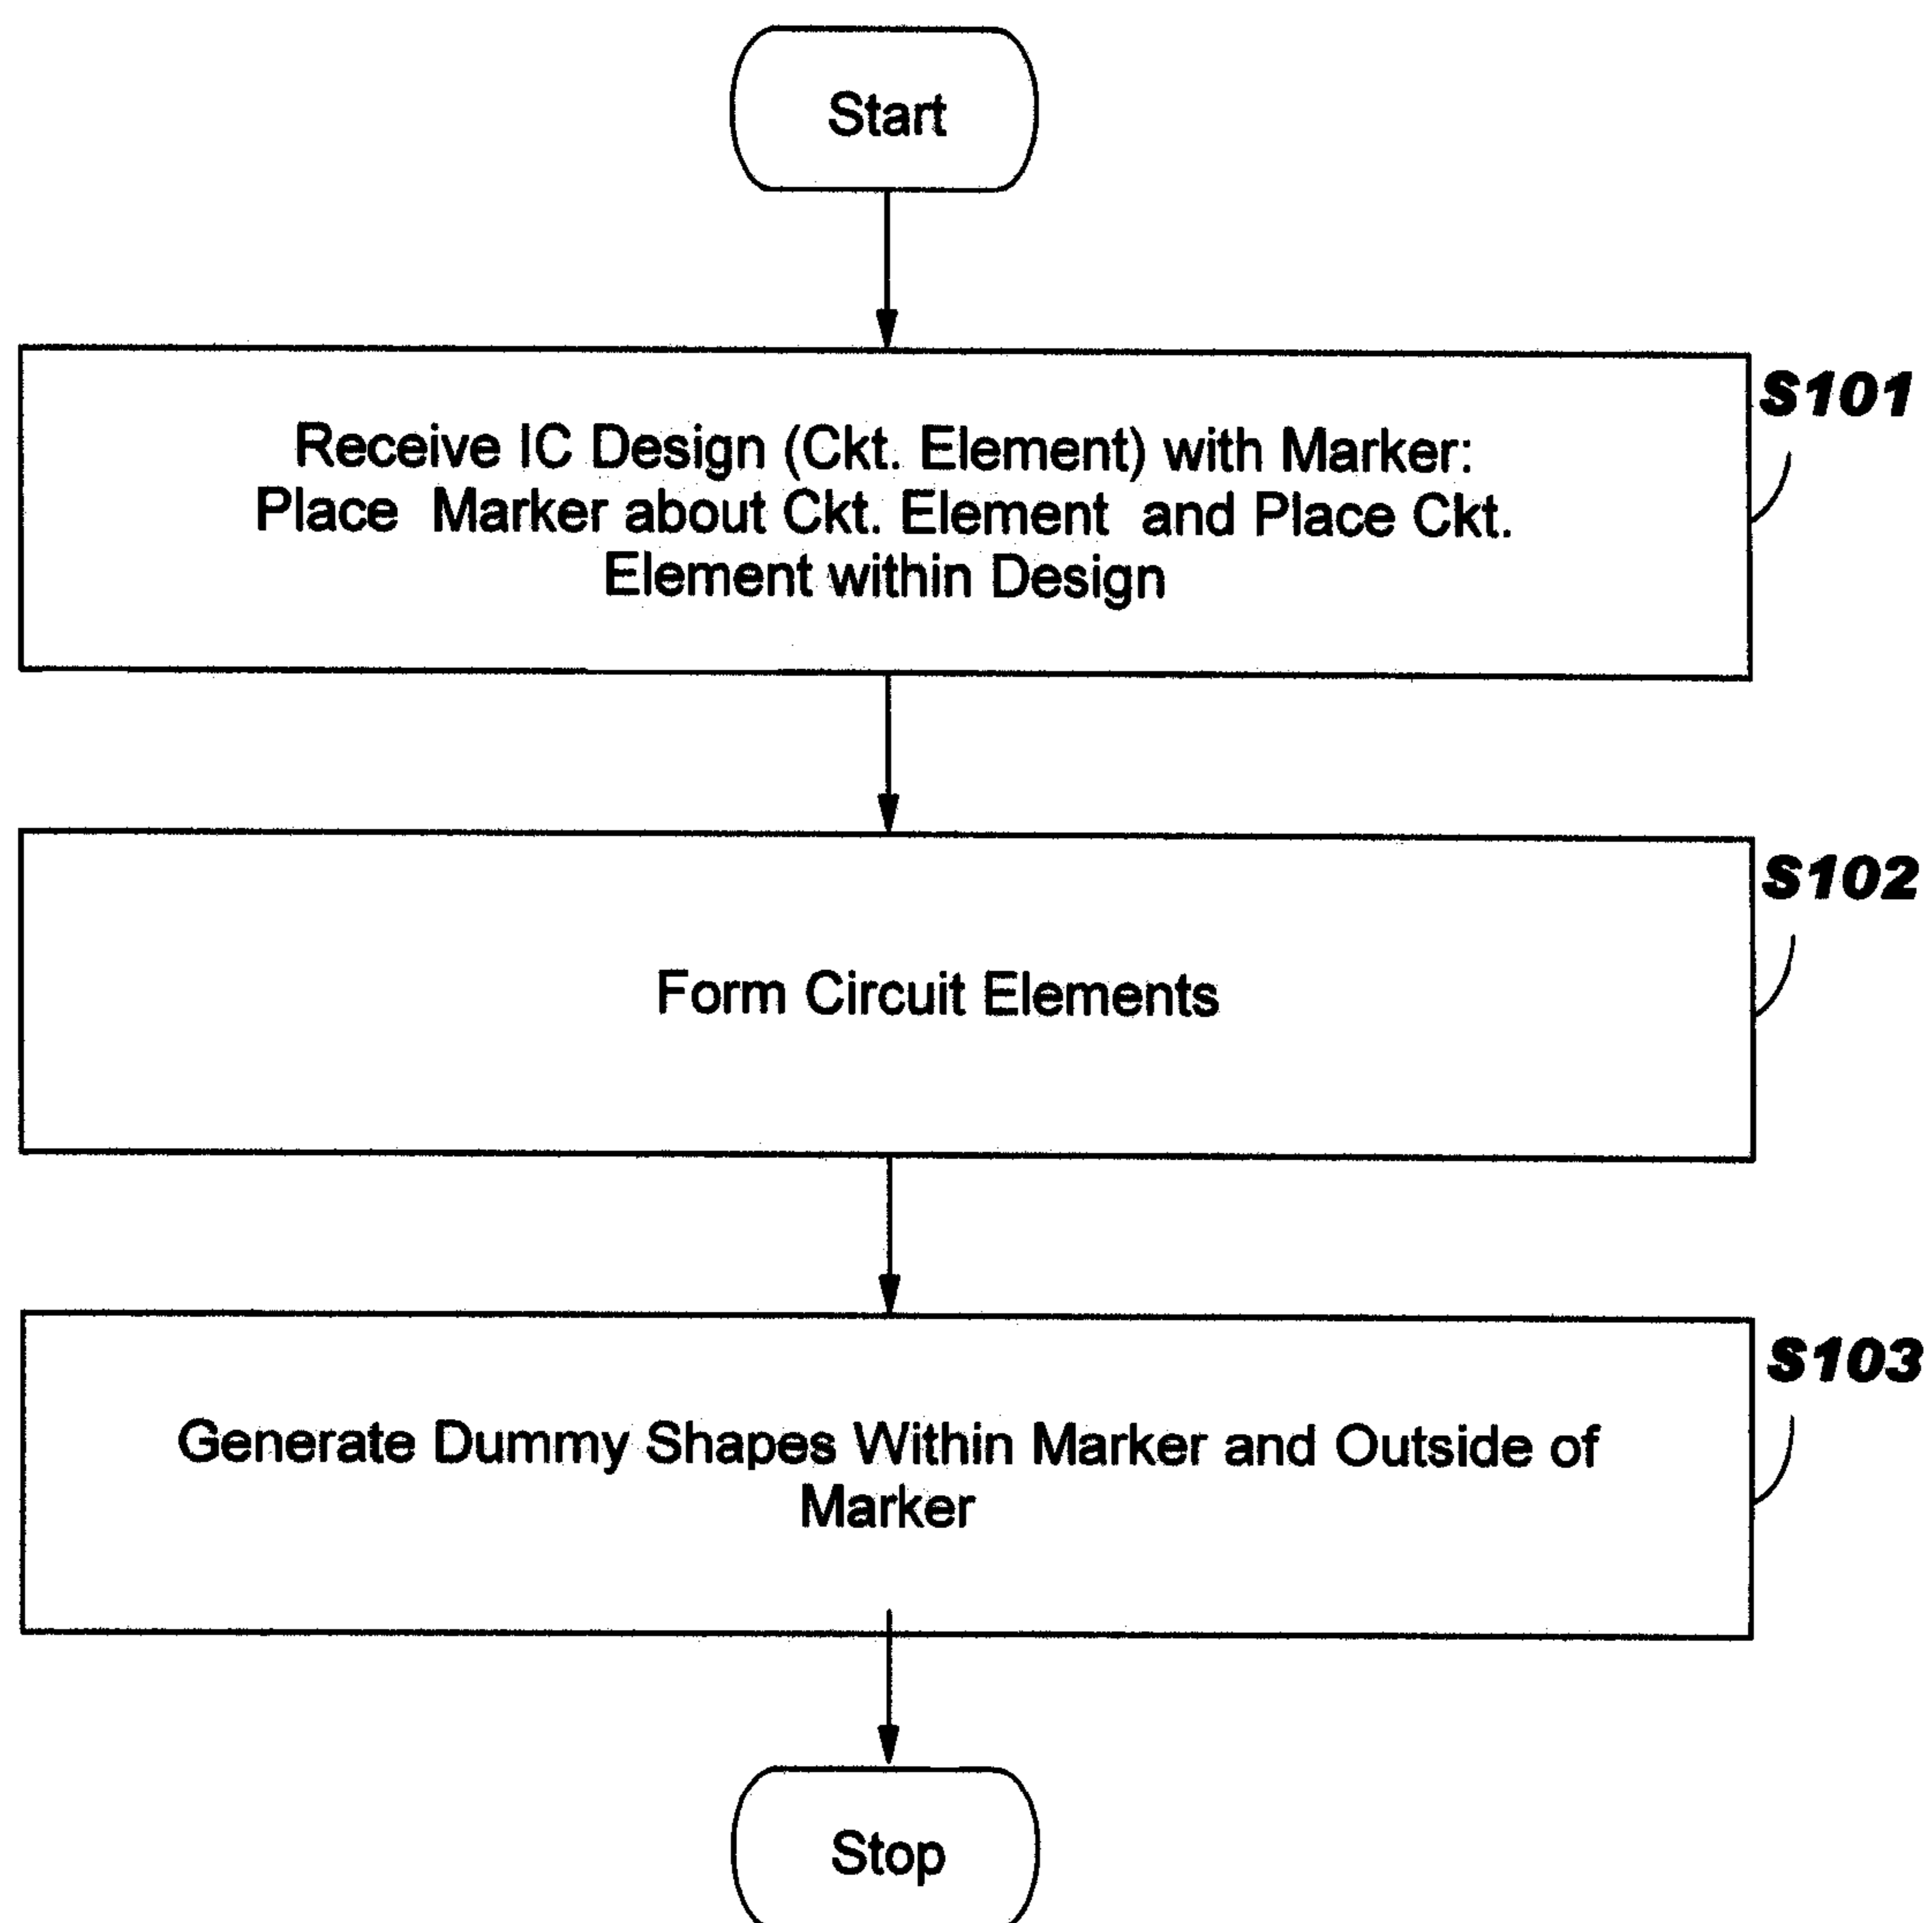 Start
S101
Receive IC Design (Ckt. Element) with Marker:
Place Marker about Ckt. Element and Place Ckt.
Element within Design
S102
Form Circuit Elements
S103
Generate Dummy Shapes Within Marker and Outside of
Marker
Stop